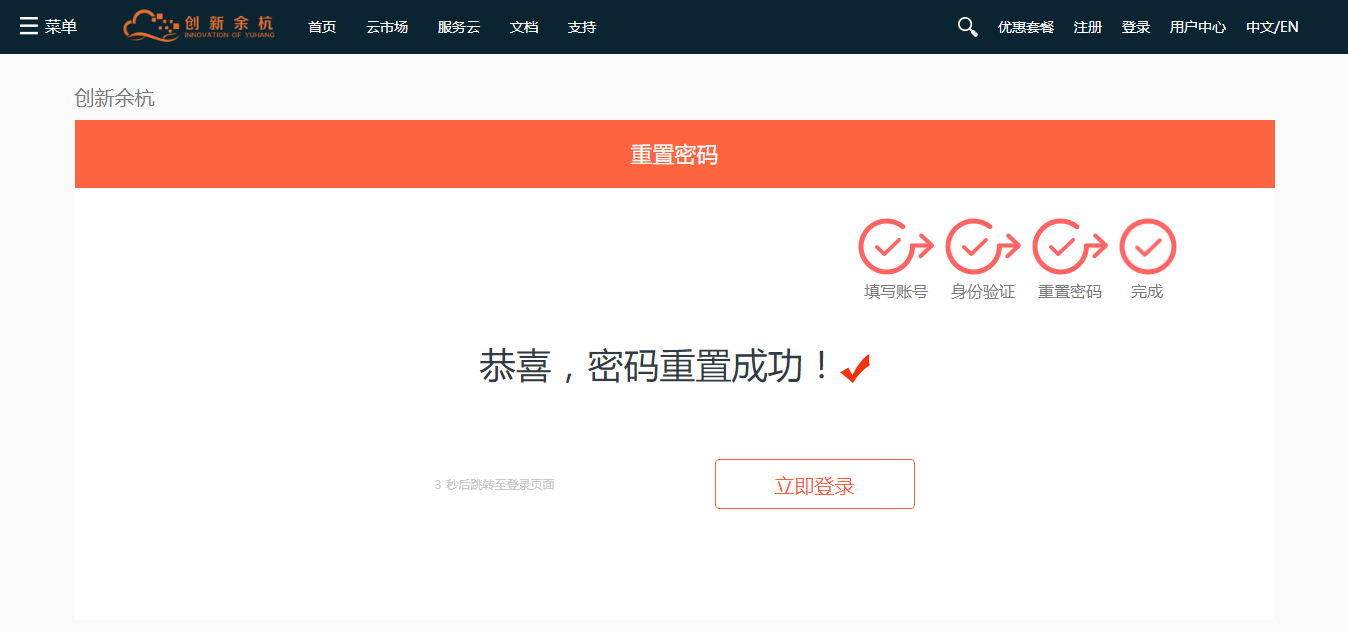 菜单 创新余杭 首页 云市场 服务云 文档 支持 优惠套餐 注册 登录 用户中心 中文/EN
INNOVATION OF YUHANG
创新余杭
重置密码
填写账号 身份验证 重置密码 完成
恭喜，密码重置成功！
3 秒后跳转至登录页面 立即登录